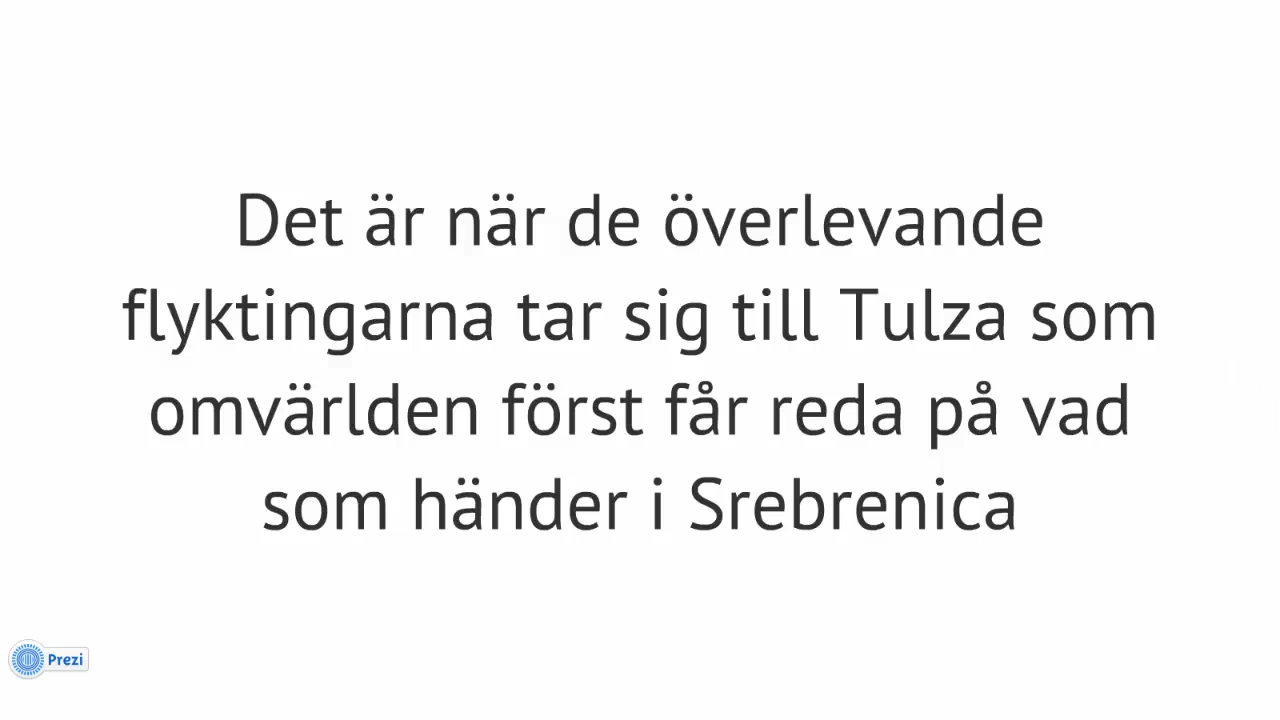 Det är när de överlevande
flyktingarna tar sig till Tulza som
omvärlden först får reda på vad
som händer i Srebrenica
Prezi